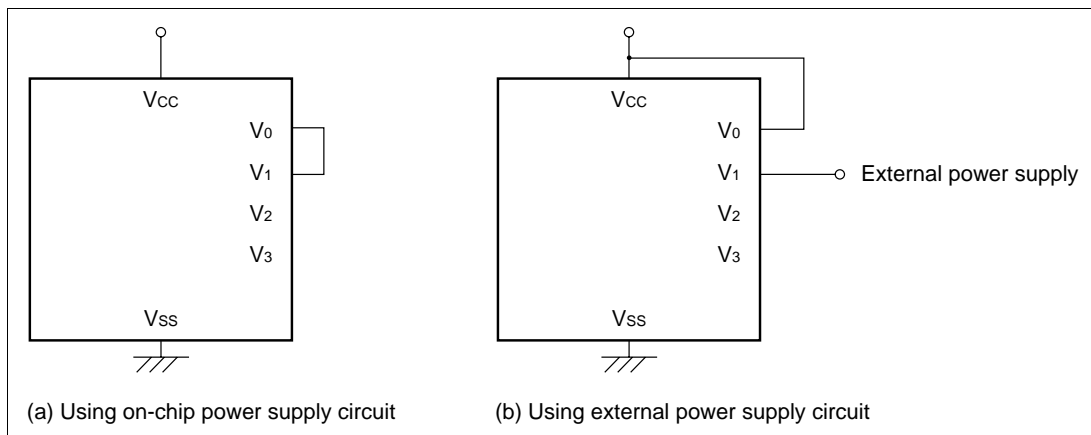 VCC
V0
V1
V2
V3
VSS
(a) Using on-chip power supply circuit
VCC
V0
V1
External power supply
V2
V3
VSS
(b) Using external power supply circuit